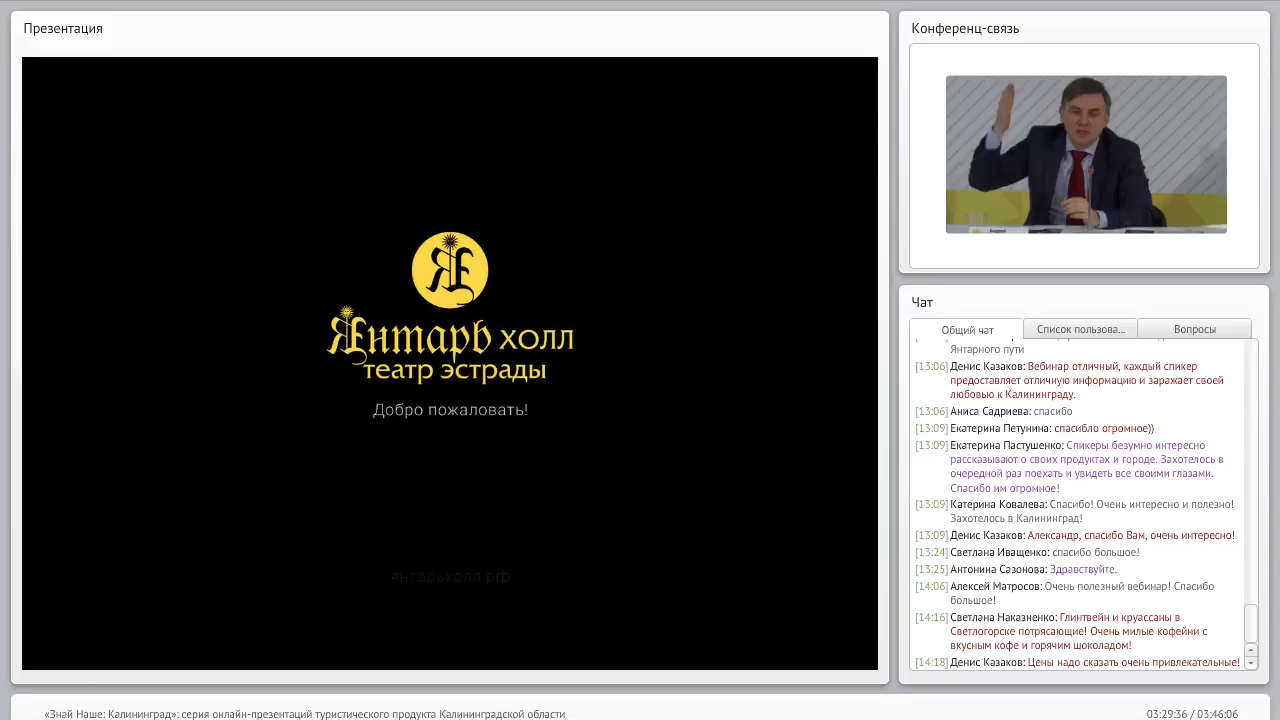 Презентация
Янтарь холл
театр эстрады
Добро пожаловать!
янтарьхолл.рф
Конференц-связь
Чат
Общий чат
Список пользова...
Вопросы
Янтарного пути
[13:06] Денис Казаков: Вебинар отличный, каждый спикер
предоставляет отличную информацию и заражает своей
любовью к Калининграду.
[13:06] Аниса Садриева: спасибо
[13:09] Екатерина Петунина: спасибло огромное))
[13:09] Екатерина Пастушенко: Спикеры безумно интересно
рассказывают о своих продуктах и городе. Захотелось в
очередной раз поехать и увидеть все своими глазами.
Спасибо им огромное!
[13:09] Катерина Ковалева: Спасибо! Очень интересно и полезно!
Захотелось в Калининград!
[13:09] Денис Казаков: Александр, спасибо Вам, очень интересно!
[13:24] Светлана Иващенко: спасибо большое!
[13:25] Антонина Сазонова: Здравствуйте.
[14:06] Алексей Матросов: Очень полезный вебинар! Спасибо
большое!
[14:16] Светлана Наказненко: Глинтвейн и круассаны в
Светлогорске потрясающие! Очень милые кофейни с
вкусным кофе и горячим шоколадом!
[14:18] Денис Казаков: Цены надо сказать очень привлекательные!
«Знай Наше: Калининград»: серия онлайн-презентаций туристического продукта Калининградской области
03:29:36 / 03:46:06